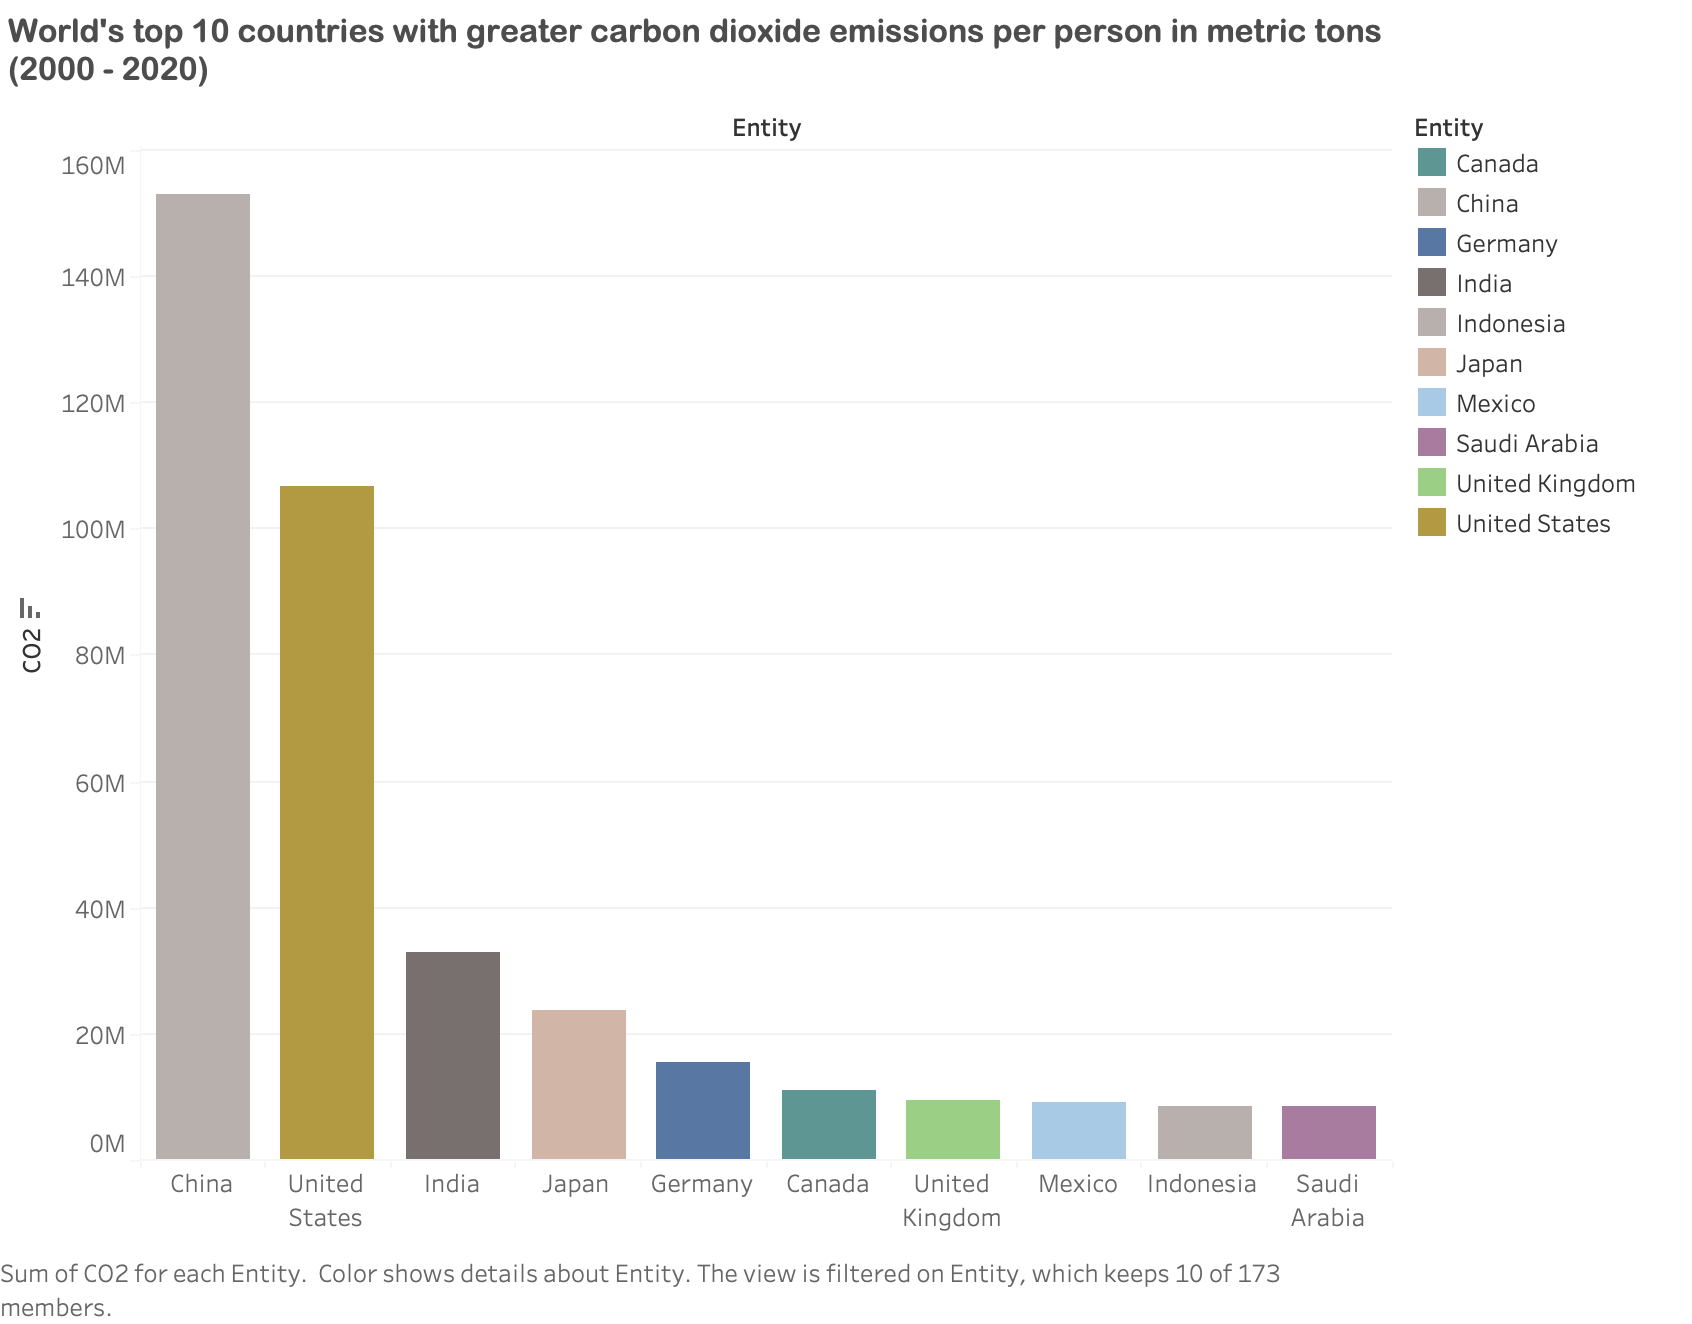 World's top 10 countries with greater carbon dioxide emissions per person in metric tons
(2000 - 2020)
Entity
160M
140M
120M
100M
80M
60M
40M
20M
0M
CO2
China
United
States
India
Japan
Germany
Canada
United
Kingdom
Mexico
Indonesia
Saudi
Arabia
Entity
Canada
China
Germany
India
Indonesia
Japan
Mexico
Saudi Arabia
United Kingdom
United States
Sum of CO2 for each Entity.  Color shows details about Entity. The view is filtered on Entity, which keeps 10 of 173
members.